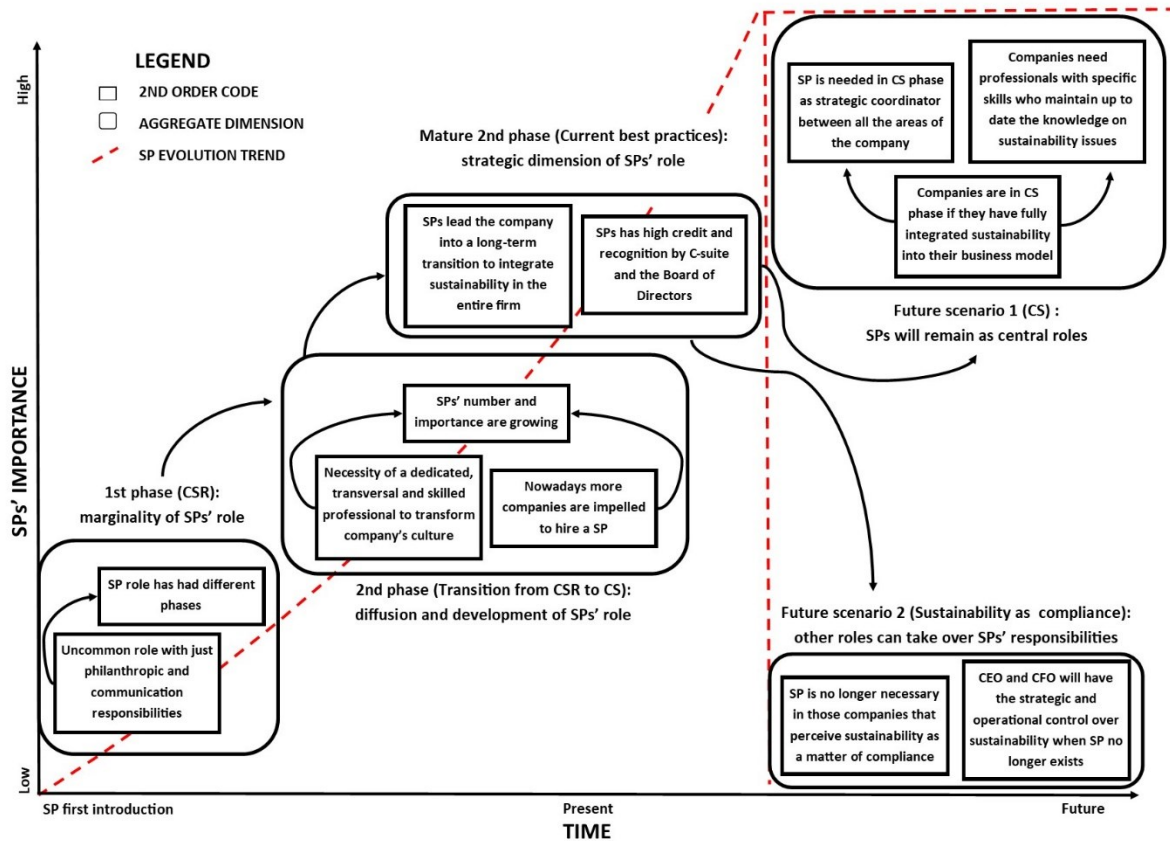 LEGEND
2ND ORDER CODE
AGGREGATE DIMENSION
SP EVOLUTION TREND
High
SPs' IMPORTANCE
Low
1st phase (CSR):
marginality of SPs' role
SP role has had different
phases
Uncommon role with just
philanthropic and
communication
responsibilities
SPs' number and
importance are growing
Necessity of a dedicated,
transversal and skilled
professional to transform
company's culture
Nowadays more
companies are impelled
to hire a SP
2nd phase (Transition from CSR to CS):
diffusion and development of SPs' role
Mature 2nd phase (Current best practices):
strategic dimension of SPs' role
SPs lead the company
into a long-term
transition to integrate
sustainability in the
entire firm
SPs has high credit and
recognition by C-suite
and the Board of
Directors
SP is needed in CS phase
as strategic coordinator
between all the areas of
the company
Companies need
professionals with specific
skills who maintain up to
date the knowledge on
sustainability issues
Companies are in CS
phase if they have fully
integrated sustainability
into their business model
Future scenario 1 (CS) :
SPs will remain as central roles
Future scenario 2 (Sustainability as compliance):
other roles can take over SPs' responsibilities
SP is no longer necessary
in those companies that
perceive sustainability as
a matter of compliance
CEO and CFO will have
the strategic and
operational control over
sustainability when SP no
longer exists
SP first introduction
Present
Future
TIME